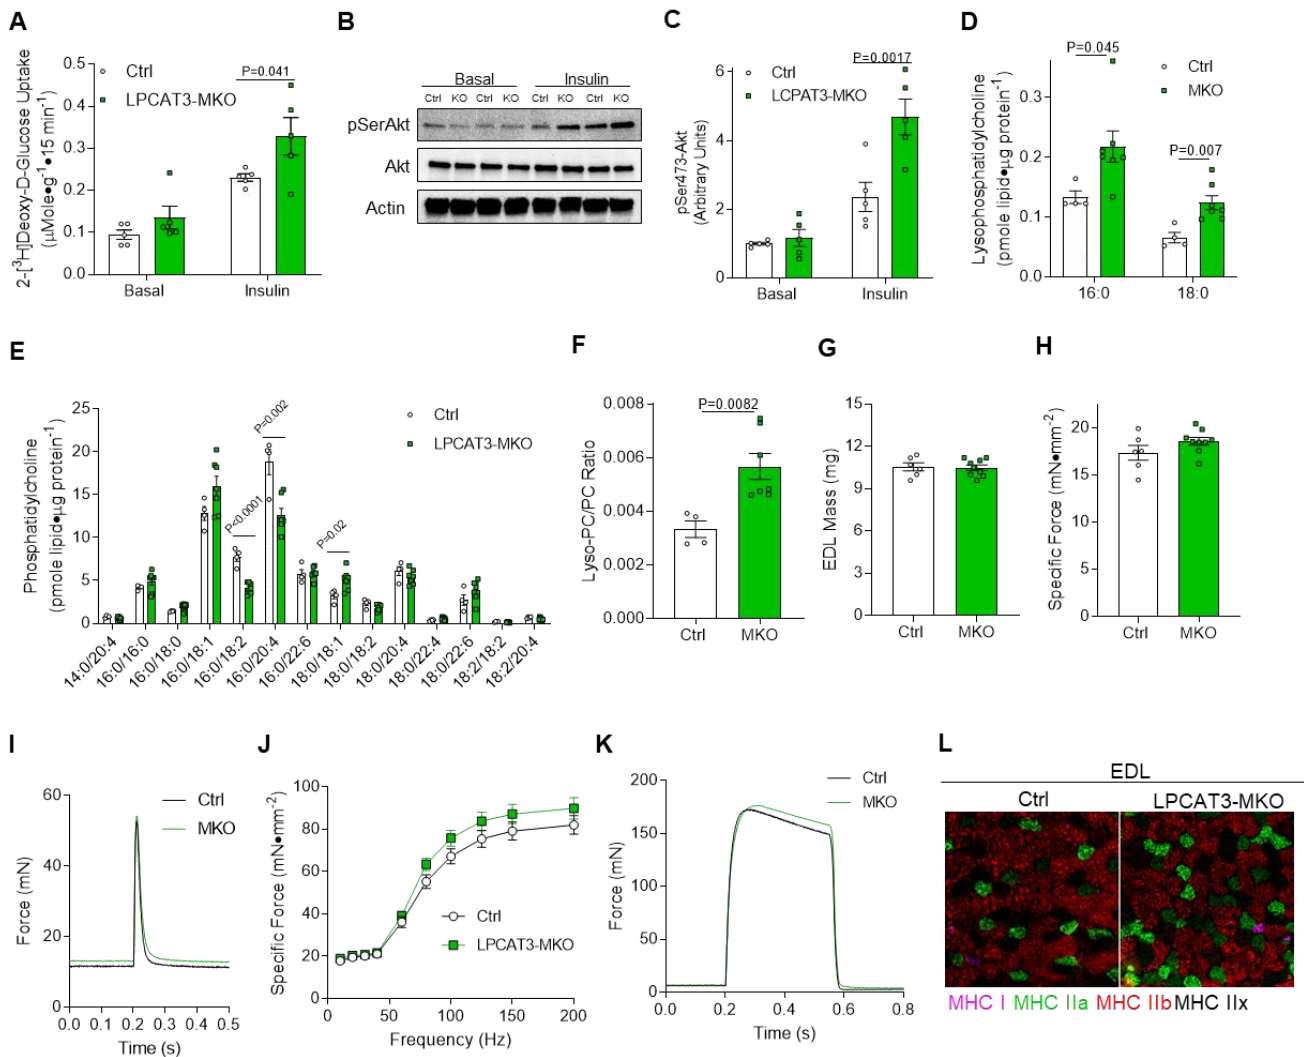 A
2-[³H]Deoxy-D-Glucose Uptake
(μMole●g⁻¹●15 min⁻¹)
0.5
0.4
0.3
0.2
0.1
0.0
Ctrl
LPCAT3-MKO
P=0.041
Basal
Insulin
B
Basal
Insulin
Ctrl KO Ctrl KO Ctrl KO Ctrl KO
pSerAkt
Akt
Actin
C
pSer473-Akt
(Arbitrary Units)
6
4
2
0
Ctrl
LCPAT3-MKO
P=0.0017
Basal
Insulin
D
Lysophosphatidylcholine
(pmole lipid●μg protein⁻¹)
0.3
0.2
0.1
0.0
P=0.045
P=0.007
Ctrl
MKO
16:0
18:0
E
Phosphatidylcholine
(pmole lipid●μg protein⁻¹)
25
20
15
10
5
0
P<0.0001
P=0.002
P=0.02
Ctrl
LPCAT3-MKO
14:0/20:4
16:0/16:0
16:0/18:0
16:0/18:1
16:0/18:2
16:0/20:4
16:0/22:6
18:0/18:1
18:0/18:2
18:0/20:4
18:0/22:4
18:0/22:6
18:2/18:2
18:2/20:4
F
Lyso-PC/PC Ratio
0.008
0.006
0.004
0.002
0.000
P=0.0082
Ctrl
MKO
G
EDL Mass (mg)
15
12
9
6
3
0
Ctrl
MKO
H
Specific Force (mN●mm⁻²)
20
15
10
5
0
Ctrl
MKO
I
Force (mN)
60
40
20
0
Ctrl
MKO
0.0 0.1 0.2 0.3 0.4 0.5
Time (s)
J
Specific Force (mN●mm⁻²)
100
80
60
40
20
0
Ctrl
LPCAT3-MKO
0 50 100 150 200
Frequency (Hz)
K
Force (mN)
200
150
100
50
0
Ctrl
MKO
0.0 0.2 0.4 0.6 0.8
Time (s)
L
EDL
Ctrl
LPCAT3-MKO
MHC I MHC IIa MHC IIb MHC IIx